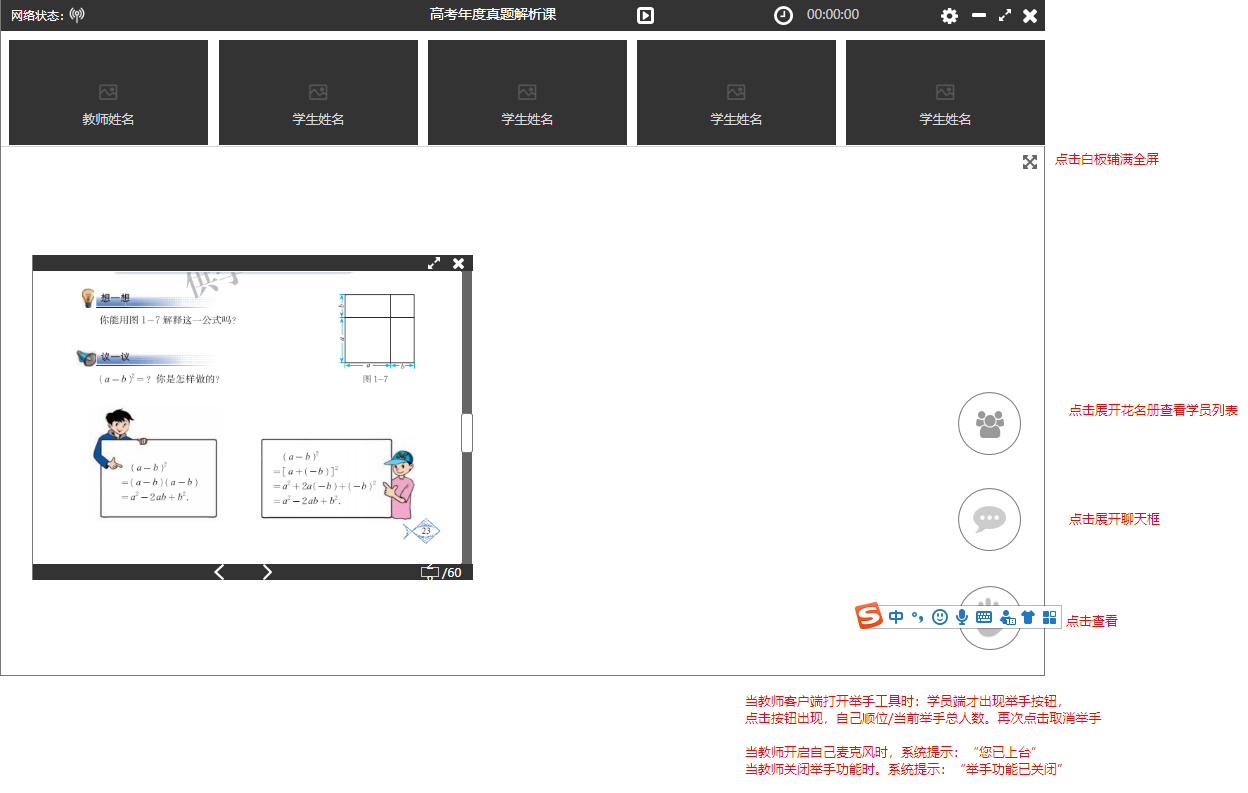 网络状态：
高考年度真题解析课
00:00:00
教师姓名
学生姓名
学生姓名
学生姓名
学生姓名
点击白板铺满全屏
想一想
你能用图 1-7 解释这一公式吗?
b
a
a
b
图 1-7
议一议
(a-b)²=? 你是怎样做的?
(a-b)²
=(a-b)(a-b)
=a²-2ab+b².
(a-b)²
=[a+(-b)]²
=a²+2a(-b)+(-b)²
=a²-2ab+b².
23
/60
点击展开花名册查看学员列表
点击展开聊天框
中
点击查看
当教师客户端打开举手工具时：学员端才出现举手按钮，
点击按钮出现，自己顺位/当前举手总人数。再次点击取消举手
当教师开启自己麦克风时，系统提示：“您已上台”
当教师关闭举手功能时。系统提示：“举手功能已关闭”